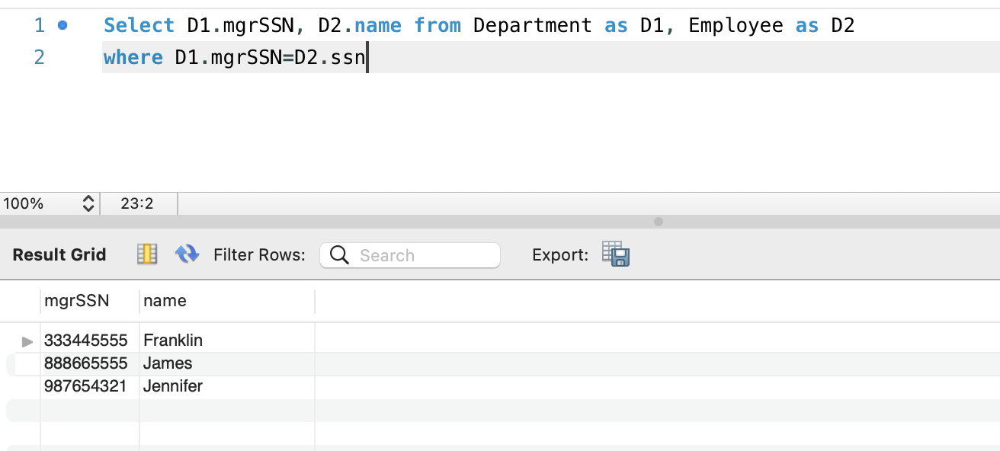 1 Select D1.mgrSSN, D2.name from Department as D1, Employee as D2
2 where D1.mgrSSN=D2.ssn
100% 23:2
Result Grid Filter Rows: Search Export:
mgrSSN name
333445555 Franklin
888665555 James
987654321 Jennifer